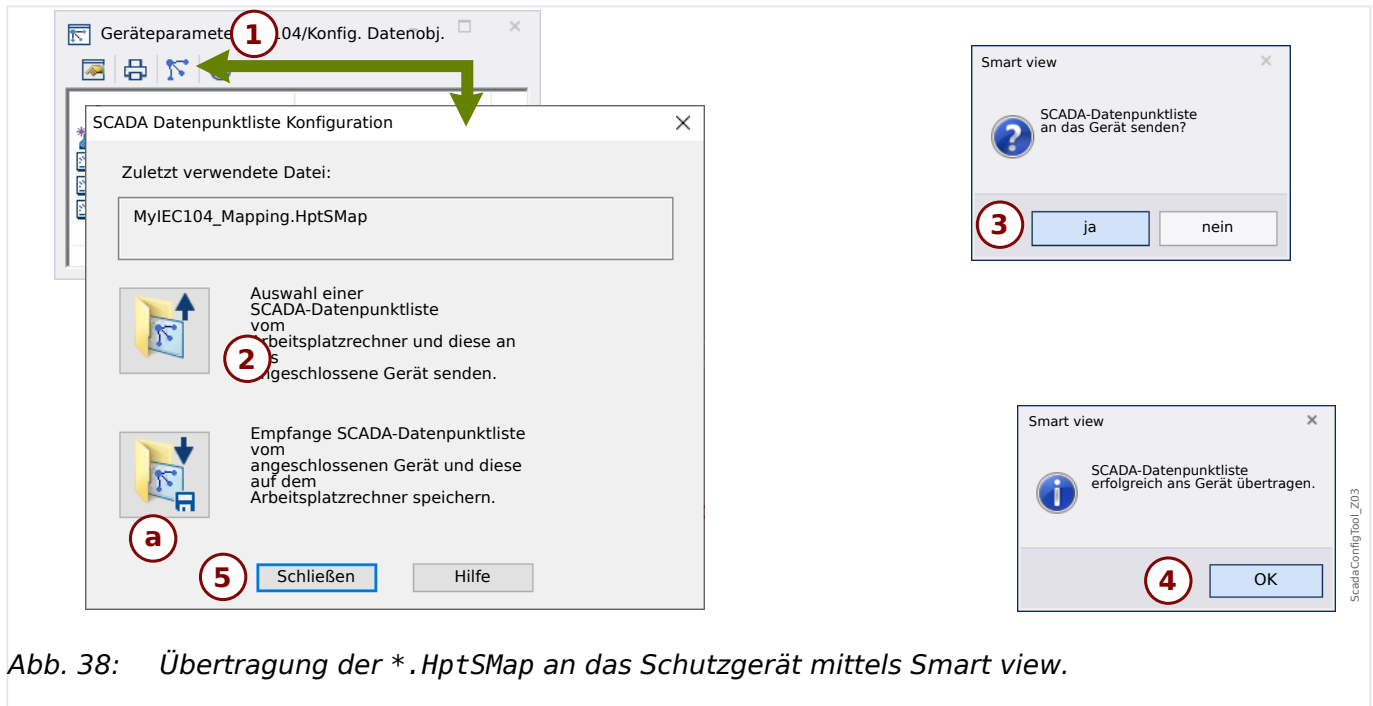 Geräteparamete
1
04/Konfig. Datenobj.
SCADA Datenpunktliste Konfiguration
Zuletzt verwendete Datei:
MyIEC104_Mapping.HptSMap
Auswahl einer
SCADA-Datenpunktliste
vom
Arbeitsplatzrechner und diese an
2
angeschlossene Gerät senden.
Empfange SCADA-Datenpunktliste
vom
angeschlossenen Gerät und diese
auf dem
Arbeitsplatzrechner speichern.
a
5
Schließen
Hilfe
Smart view
SCADA-Datenpunktliste
an das Gerät senden?
3
ja
nein
Smart view
SCADA-Datenpunktliste
erfolgreich ans Gerät übertragen.
4
OK
ScadaConfigTool_Z03
Abb. 38: Übertragung der *.HptSMap an das Schutzgerät mittels Smart view.